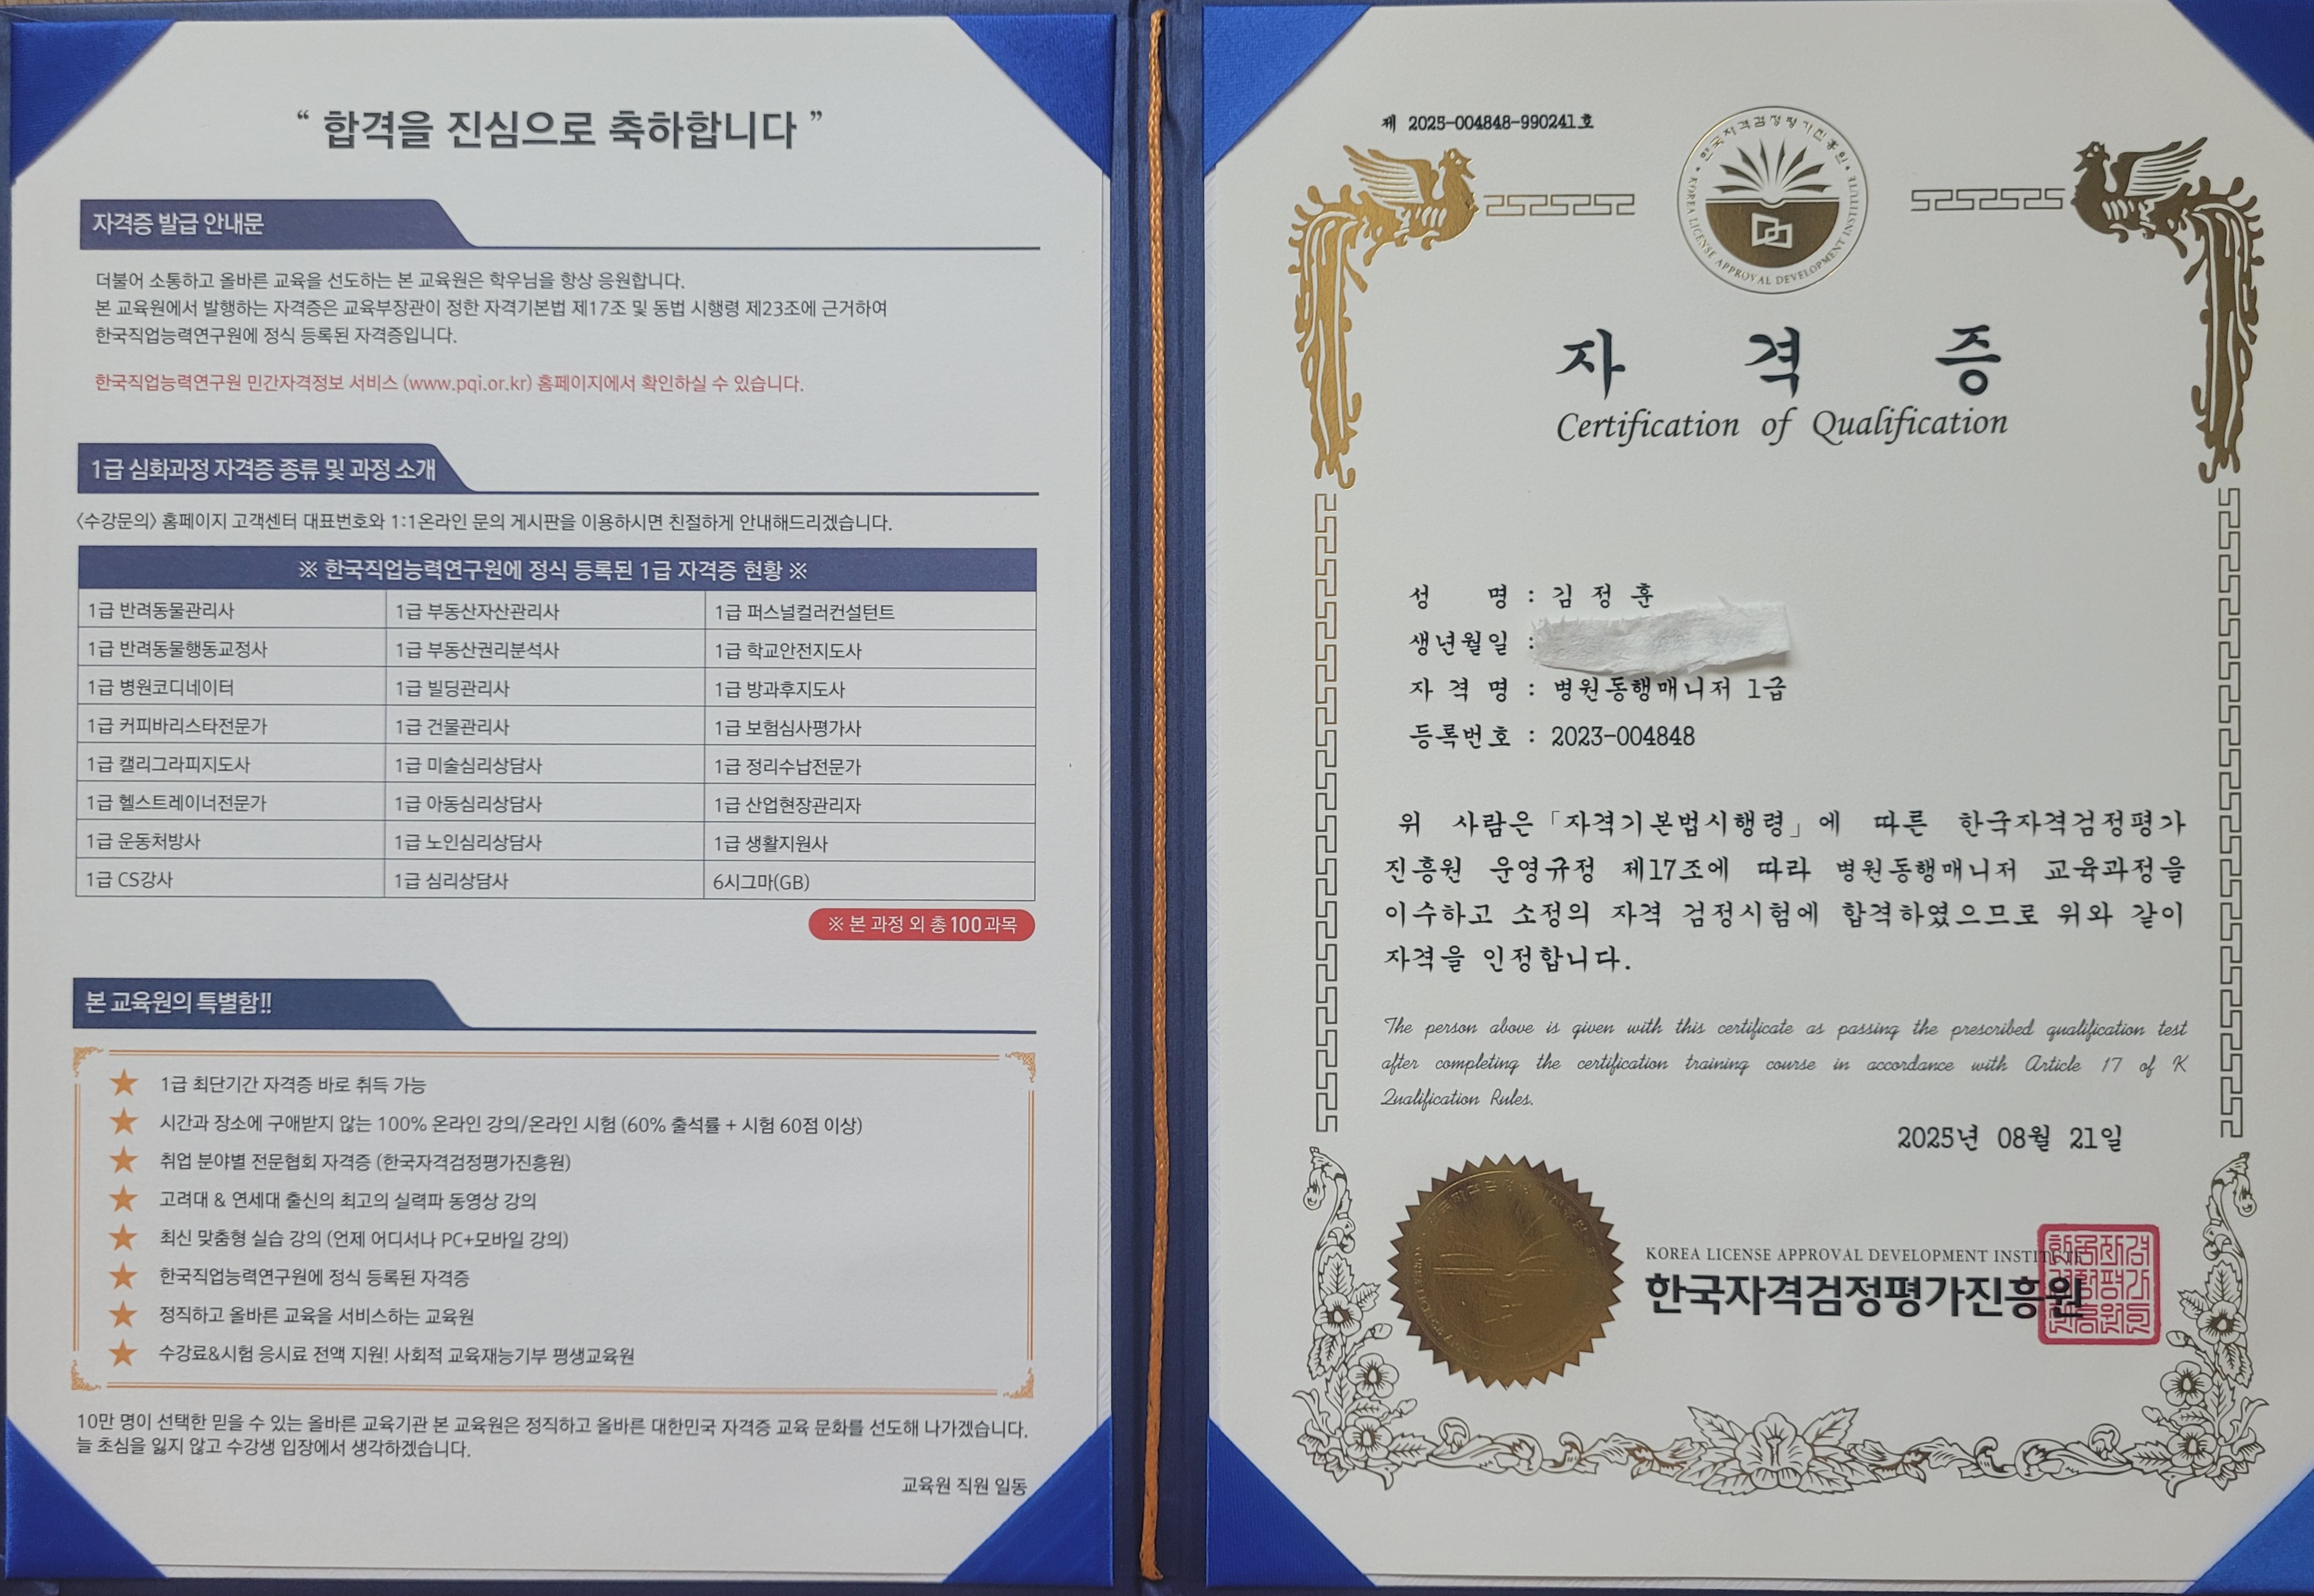 “ 합격을 진심으로 축하합니다 ”
자격증 발급 안내문
더불어 소통하고 올바른 교육을 선도하는 본 교육원은 학우님을 항상 응원합니다.
본 교육원에서 발행하는 자격증은 교육부장관이 정한 자격기본법 제17조 및 동법 시행령 제23조에 근거하여
한국직업능력연구원에 정식 등록된 자격증입니다.
한국직업능력연구원 민간자격정보 서비스 (www.pqi.or.kr) 홈페이지에서 확인하실 수 있습니다.
1급 심화과정 자격증 종류 및 과정 소개
<수강문의> 홈페이지 고객센터 대표번호와 1:1온라인 문의 게시판을 이용하시면 친절하게 안내해드리겠습니다.
※ 한국직업능력연구원에 정식 등록된 1급 자격증 현황 ※
1급 반려동물관리사 1급 부동산자산관리사 1급 퍼스널컬러컨설턴트
1급 반려동물행동교정사 1급 부동산권리분석사 1급 학교안전지도사
1급 병원코디네이터 1급 빌딩관리사 1급 방과후지도사
1급 커피바리스타전문가 1급 건물관리사 1급 보험심사평가사
1급 캘리그라피지도사 1급 미술심리상담사 1급 정리수납전문가
1급 헬스트레이너전문가 1급 아동심리상담사 1급 산업현장관리자
1급 운동처방사 1급 노인심리상담사 1급 생활지원사
1급 CS강사 1급 심리상담사 6시그마(GB)
※ 본 과정 외 총 100과목
본 교육원의 특별함!!
★ 1급 최단기간 자격증 바로 취득 가능
★ 시간과 장소에 구애받지 않는 100% 온라인 강의/온라인 시험 (60% 출석률 + 시험 60점 이상)
★ 취업 분야별 전문협회 자격증 (한국자격검정평가진흥원)
★ 고려대 & 연세대 출신의 최고의 실력파 동영상 강의
★ 최신 맞춤형 실습 강의 (언제 어디서나 PC+모바일 강의)
★ 한국직업능력연구원에 정식 등록된 자격증
★ 정직하고 올바른 교육을 서비스하는 교육원
★ 수강료&시험 응시료 전액 지원! 사회적 교육재능기부 평생교육원
10만 명이 선택한 믿을 수 있는 올바른 교육기관 본 교육원은 정직하고 올바른 대한민국 자격증 교육 문화를 선도해 나가겠습니다.
늘 초심을 잃지 않고 수강생 입장에서 생각하겠습니다.
교육원 직원 일동
제 2025-004848-990241호
한국자격검정평가진흥원
KOREA LICENSE APPROVAL DEVELOPMENT INSTITUTE
자 격 증
Certification of Qualification
성 명 : 김 정 훈
생년월일 :
자 격 명 : 병원동행매니저 1급
등록번호 : 2023-004848
위 사람은 「자격기본법시행령」에 따른 한국자격검정평가
진흥원 운영규정 제17조에 따라 병원동행매니저 교육과정을
이수하고 소정의 자격 검정시험에 합격하였으므로 위와 같이
자격을 인정합니다.
The person above is given with this certificate as passing the prescribed qualification test
after completing the certification training course in accordance with Article 17 of K
Qualification Rules.
2025년 08월 21일
KOREA LICENSE APPROVAL DEVELOPMENT INSTITUTE
한국자격검정평가진흥원